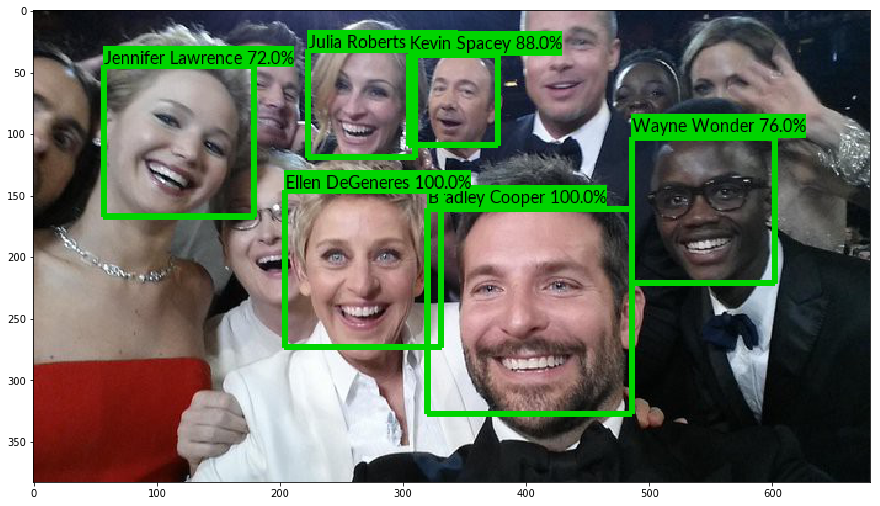 Julia Roberts
Kevin Spacey 88.0%
Jennifer Lawrence 72.0%
Wayne Wonder 76.0%
Ellen DeGeneres 100.0%
Bradley Cooper 100.0%
0
50
100
150
200
250
300
350
0 100 200 300 400 500 600